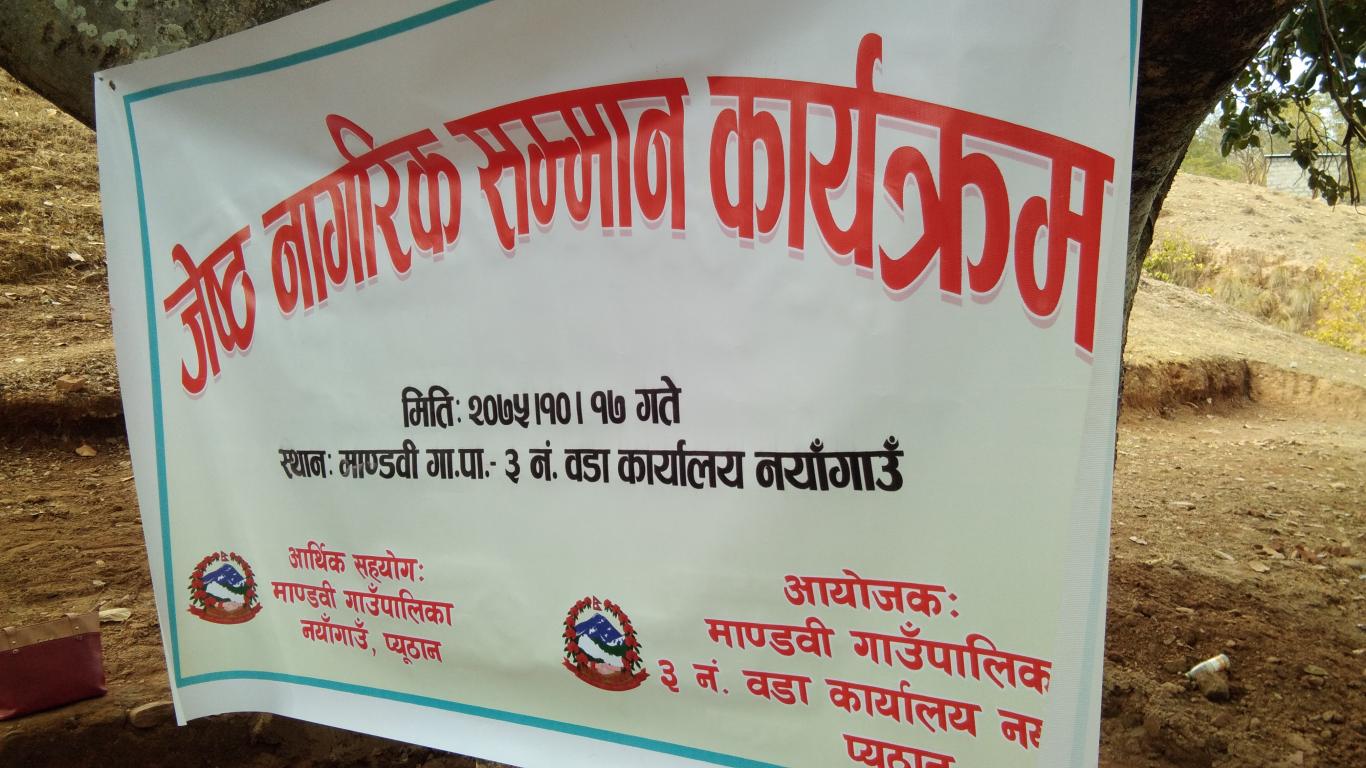 जेष्ठ नागरिक सम्मान कार्यक्रम
मिति: २०७५।१०। १७ गते
स्थान: माण्डवी गा.पा.- ३ नं. वडा कार्यालय नयाँगाउँ
आर्थिक सहयोग:
माण्डवी गाउँपालिका
नयाँगाउँ, प्यूठान
आयोजक:
माण्डवी गाउँपालिक
३ नं. वडा कार्यालय
प्यूठान